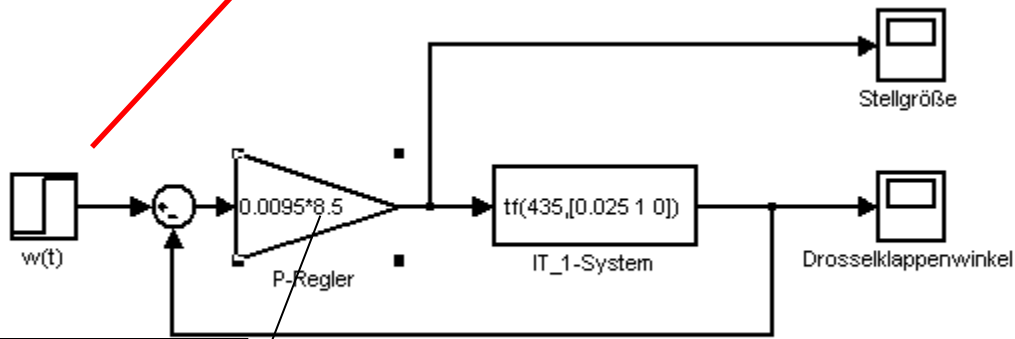 Stellgröße
+
-
0.0095*8.5
tf(435,[0.025 1 0])
w(t)
P-Regler
IT_1-System
Drosselklappenwinkel